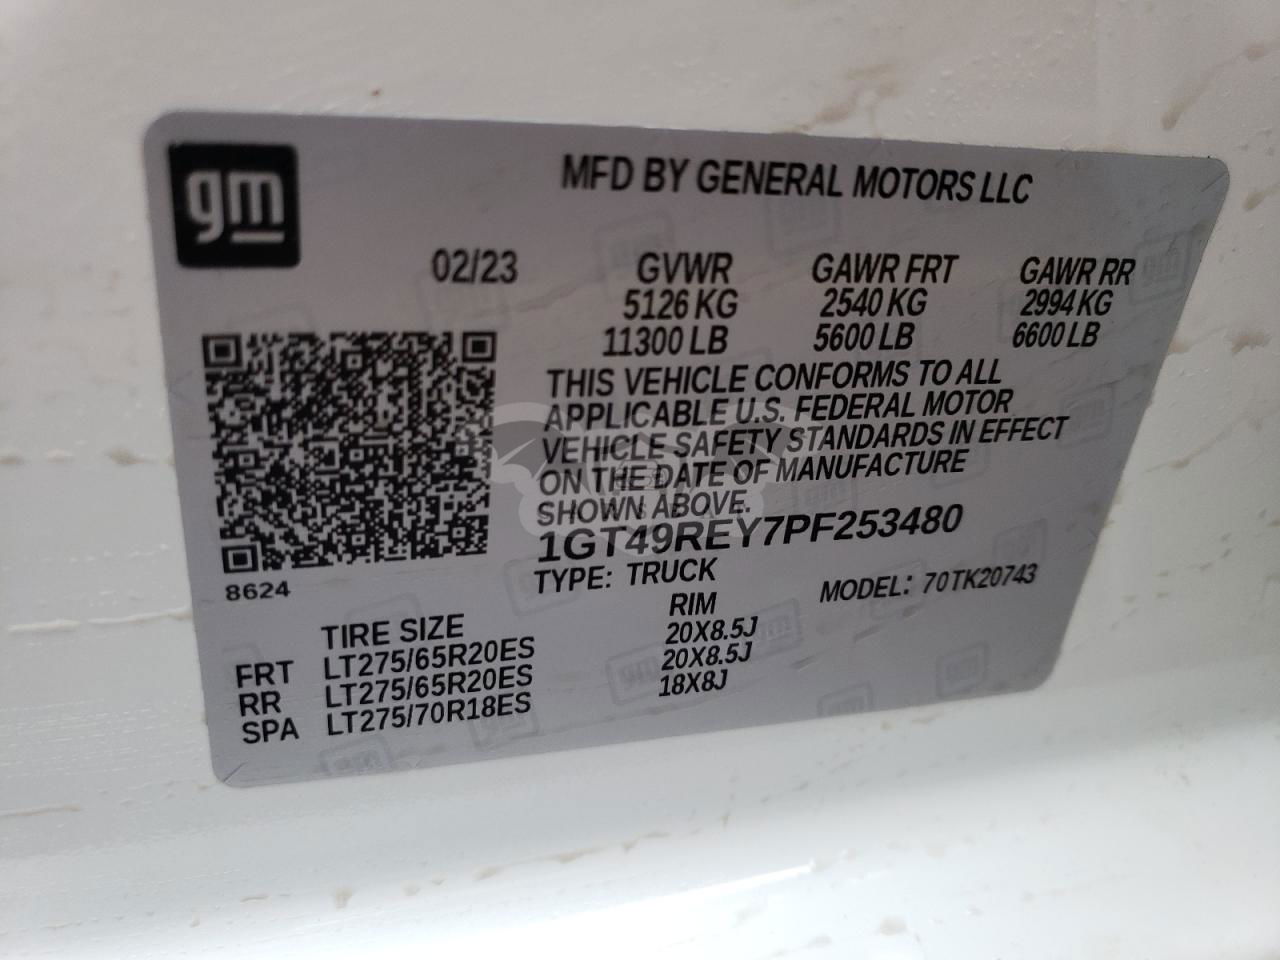 gm
MFD BY GENERAL MOTORS LLC
02/23 GVWR GAWR FRT GAWR RR
5126 KG 2540 KG 2994 KG
11300 LB 5600 LB 6600 LB
THIS VEHICLE CONFORMS TO ALL
APPLICABLE U.S. FEDERAL MOTOR
VEHICLE SAFETY STANDARDS IN EFFECT
ON THE DATE OF MANUFACTURE
SHOWN ABOVE.
1GT49REY7PF253480
8624
TYPE: TRUCK MODEL: 70TK20743
TIRE SIZE RIM
FRT LT275/65R20ES 20X8.5J
RR LT275/65R20ES 20X8.5J
SPA LT275/70R18ES 18X8J